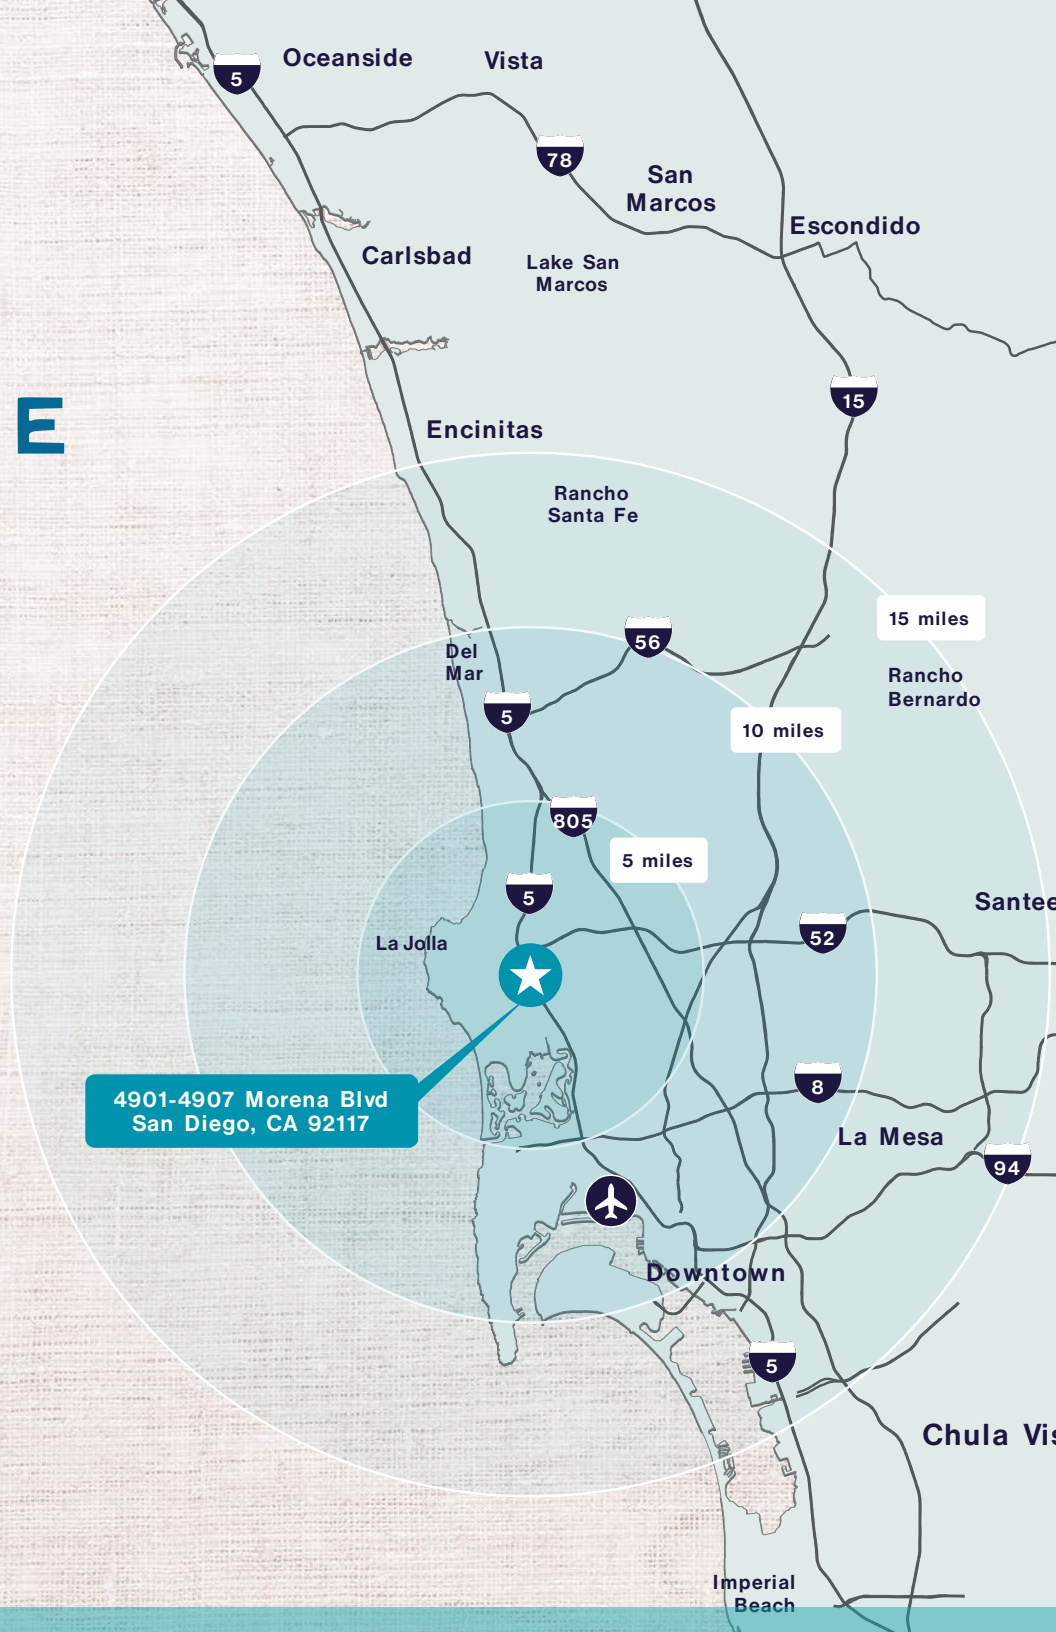 Oceanside
Vista
5
78
San
Marcos
Escondido
Carlsbad
Lake San
Marcos
15
E
Encinitas
Rancho
Santa Fe
15 miles
56
Del
Mar
Rancho
Bernardo
5
10 miles
805
5 miles
5
Santee
52
La Jolla
4901-4907 Morena Blvd
San Diego, CA 92117
8
La Mesa
94
Downtown
5
Chula Vis
Imperial
Beach